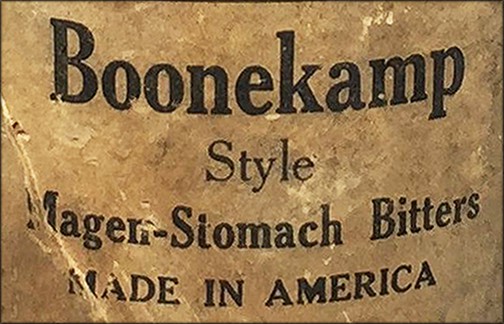 Boonekamp
Style
Magen-Stomach Bitters
MADE IN AMERICA